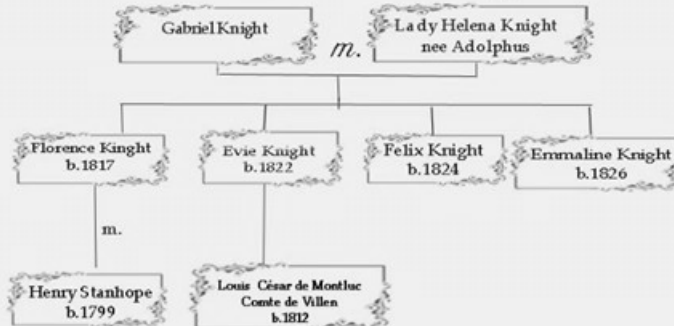 Gabriel Knight
m.
Lady Helena Knight
nee Adolphus
Florence Kinght
b.1817
Evie Knight
b.1822
Felix Knight
b.1824
Emmaline Knight
b.1826
m.
Henry Stanhope
b.1799
Louis César de Montluc
Comte de Villen
b.1812